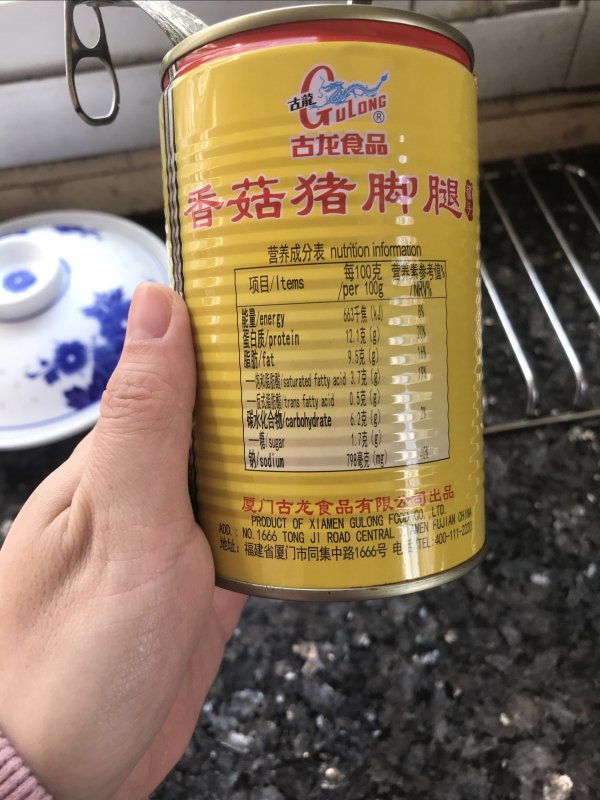 古龍
GULONG®
古龙食品
香菇猪脚腿
营养成分表 nutrition information
项目/Items 每100克/per 100g 营养素参考值%/NRV%
能量/energy 663千焦(kJ) 8%
蛋白质/protein 12.1克(g) 20%
脂肪/fat 9.8克(g) 16%
—饱和脂肪酸/saturated fatty acid 3.7克(g)
—反式脂肪酸/trans fatty acid 0.5克(g)
碳水化合物/carbohydrate 6.2克(g) 2%
—糖/sugar 1.7克(g)
钠/sodium 798毫克(mg)
厦门古龙食品有限公司出品
PRODUCT OF XIAMEN GULONG FOOD CO., LTD.
ADD.: NO.1666 TONG JI ROAD CENTRAL XIAMEN FUJIAN CHINA
地址: 福建省厦门市同集中路1666号 电话/TEL: 400-111-2220